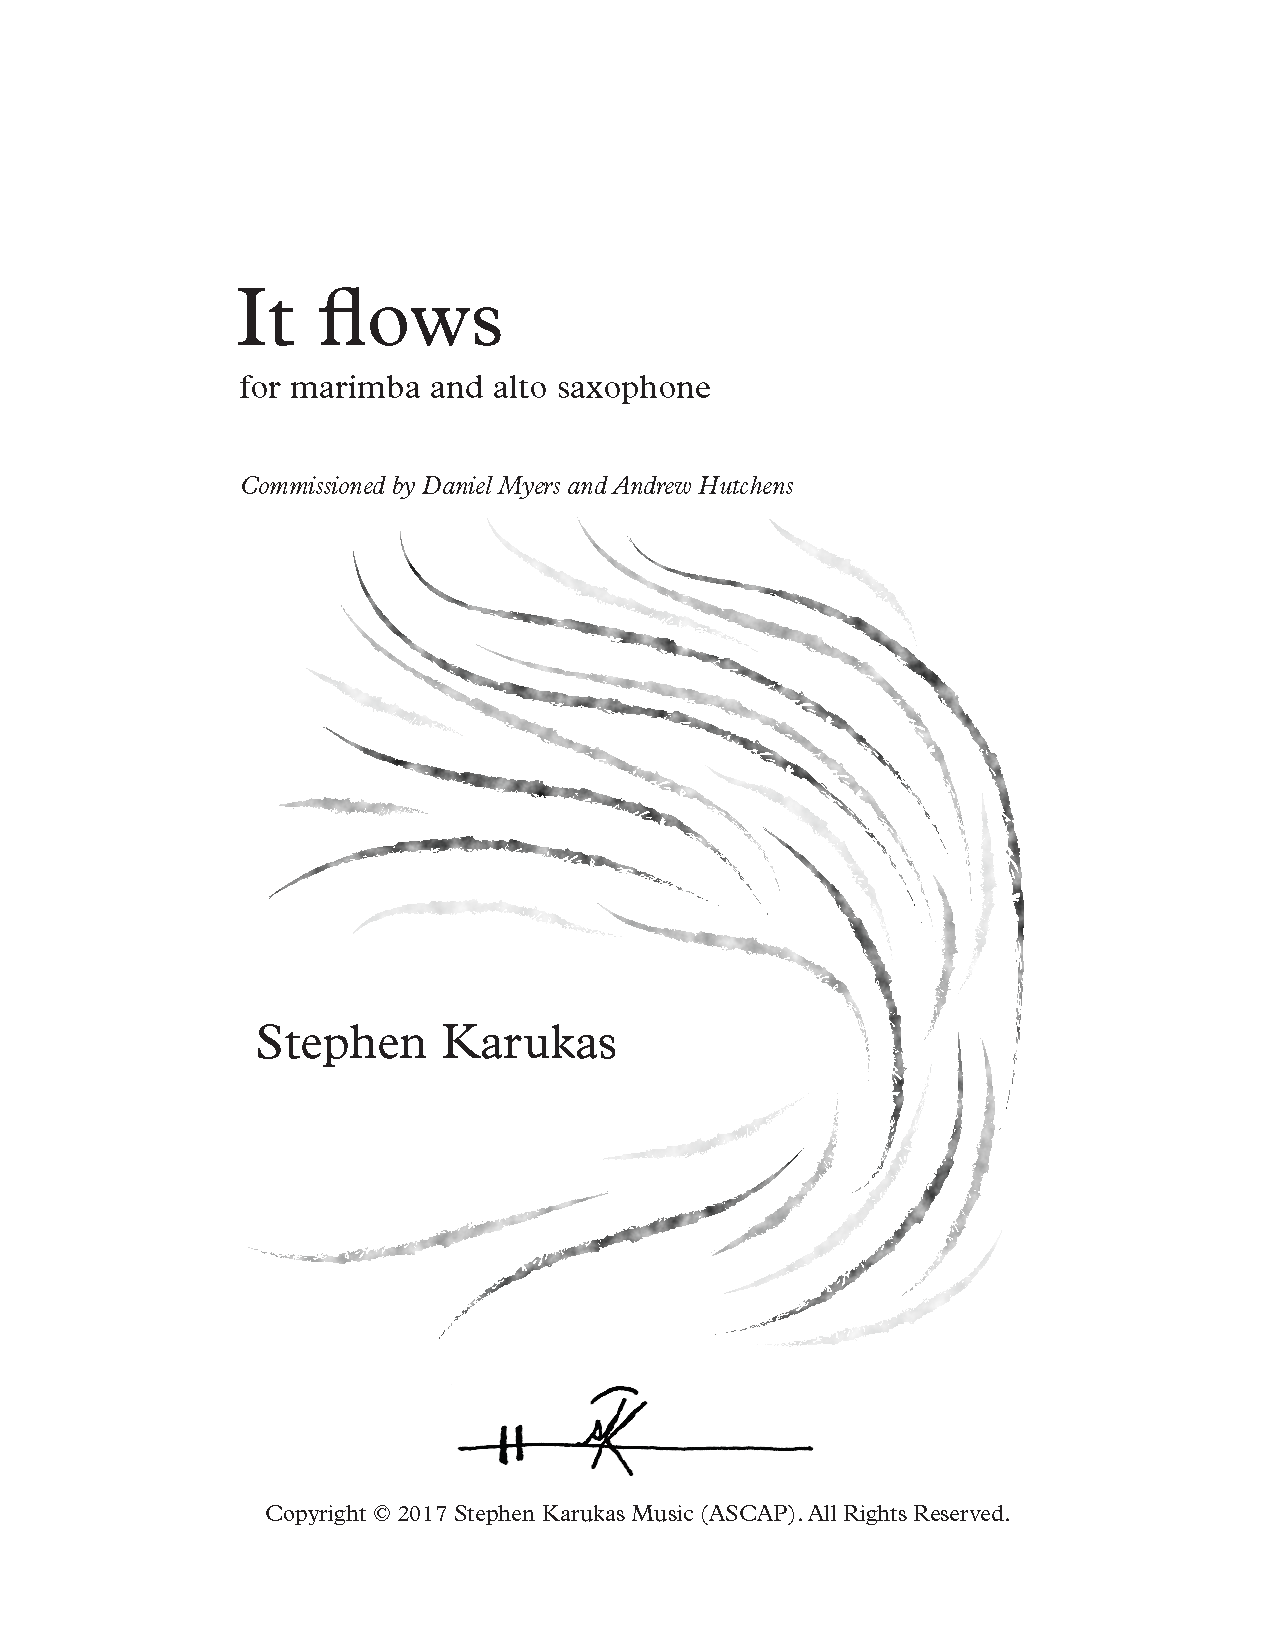 It flows
for marimba and alto saxophone
Commissioned by Daniel Myers and Andrew Hutchens
Stephen Karukas
SK
Copyright © 2017 Stephen Karukas Music (ASCAP). All Rights Reserved.